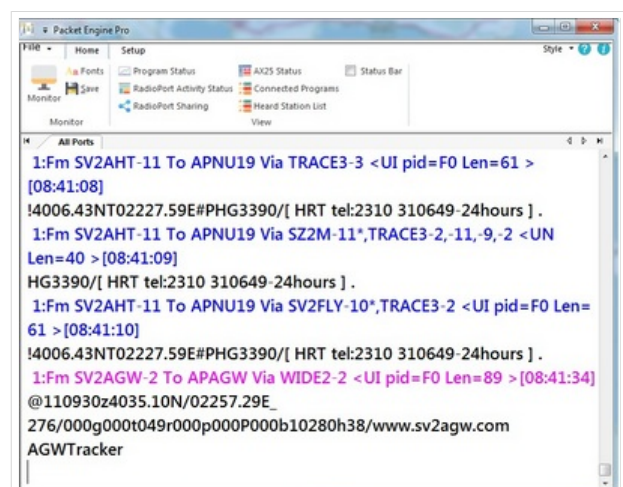 Packet Engine Pro
File Home Setup Style
Fonts Program Status AX25 Status Status Bar
Monitor Save RadioPort Activity Status Connected Programs
RadioPort Sharing Heard Station List
Monitor View
All Ports
1:Fm SV2AHT-11 To APNU19 Via TRACE3-3 <UI pid=F0 Len=61 >
[08:41:08]
!4006.43NT02227.59E#PHG3390/[ HRT tel:2310 310649-24hours ] .
1:Fm SV2AHT-11 To APNU19 Via SZ2M-11*,TRACE3-2,-11,-9,-2 <UN
Len=40 >[08:41:09]
HG3390/[ HRT tel:2310 310649-24hours ] .
1:Fm SV2AHT-11 To APNU19 Via SV2FLY-10*,TRACE3-2 <UI pid=F0 Len=
61 >[08:41:10]
!4006.43NT02227.59E#PHG3390/[ HRT tel:2310 310649-24hours ] .
1:Fm SV2AGW-2 To APAGW Via WIDE2-2 <UI pid=F0 Len=89 >[08:41:34]
@110930z4035.10N/02257.29E_
276/000g000t049r000p000P000b10280h38/www.sv2agw.com
AGWTracker